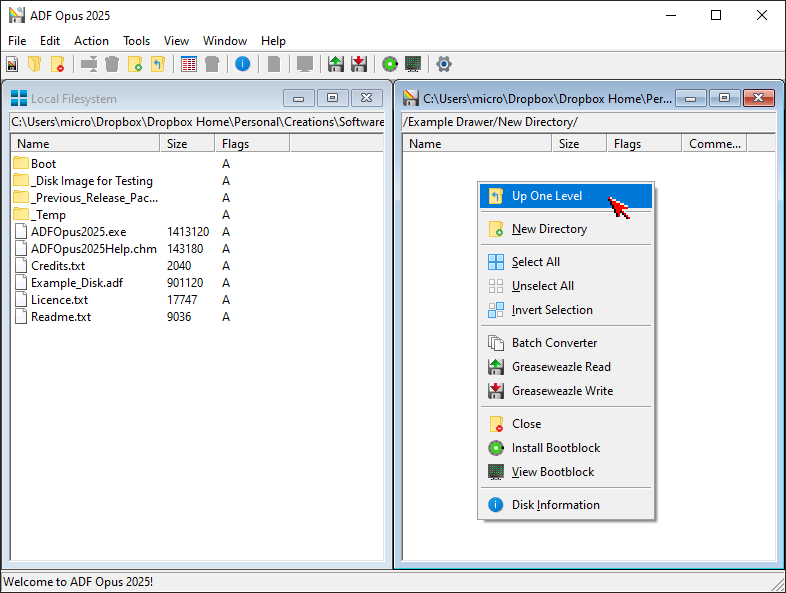 ADF Opus 2025
File Edit Action Tools View Window Help
Local Filesystem
C:\Users\micro\Dropbox\Dropbox Home\Personal\Creations\Software
Name Size Flags
Boot A
_Disk Image for Testing A
_Previous_Release_Pac... A
_Temp A
ADFOpus2025.exe 1413120 A
ADFOpus2025Help.chm 143180 A
Credits.txt 2040 A
Example_Disk.adf 901120 A
Licence.txt 17747 A
Readme.txt 9036 A
C:\Users\micro\Dropbox\Dropbox Home\Per...
/Example Drawer/New Directory/
Name Size Flags Comme...
Up One Level
New Directory
Select All
Unselect All
Invert Selection
Batch Converter
Greaseweazle Read
Greaseweazle Write
Close
Install Bootblock
View Bootblock
Disk Information
Welcome to ADF Opus 2025!